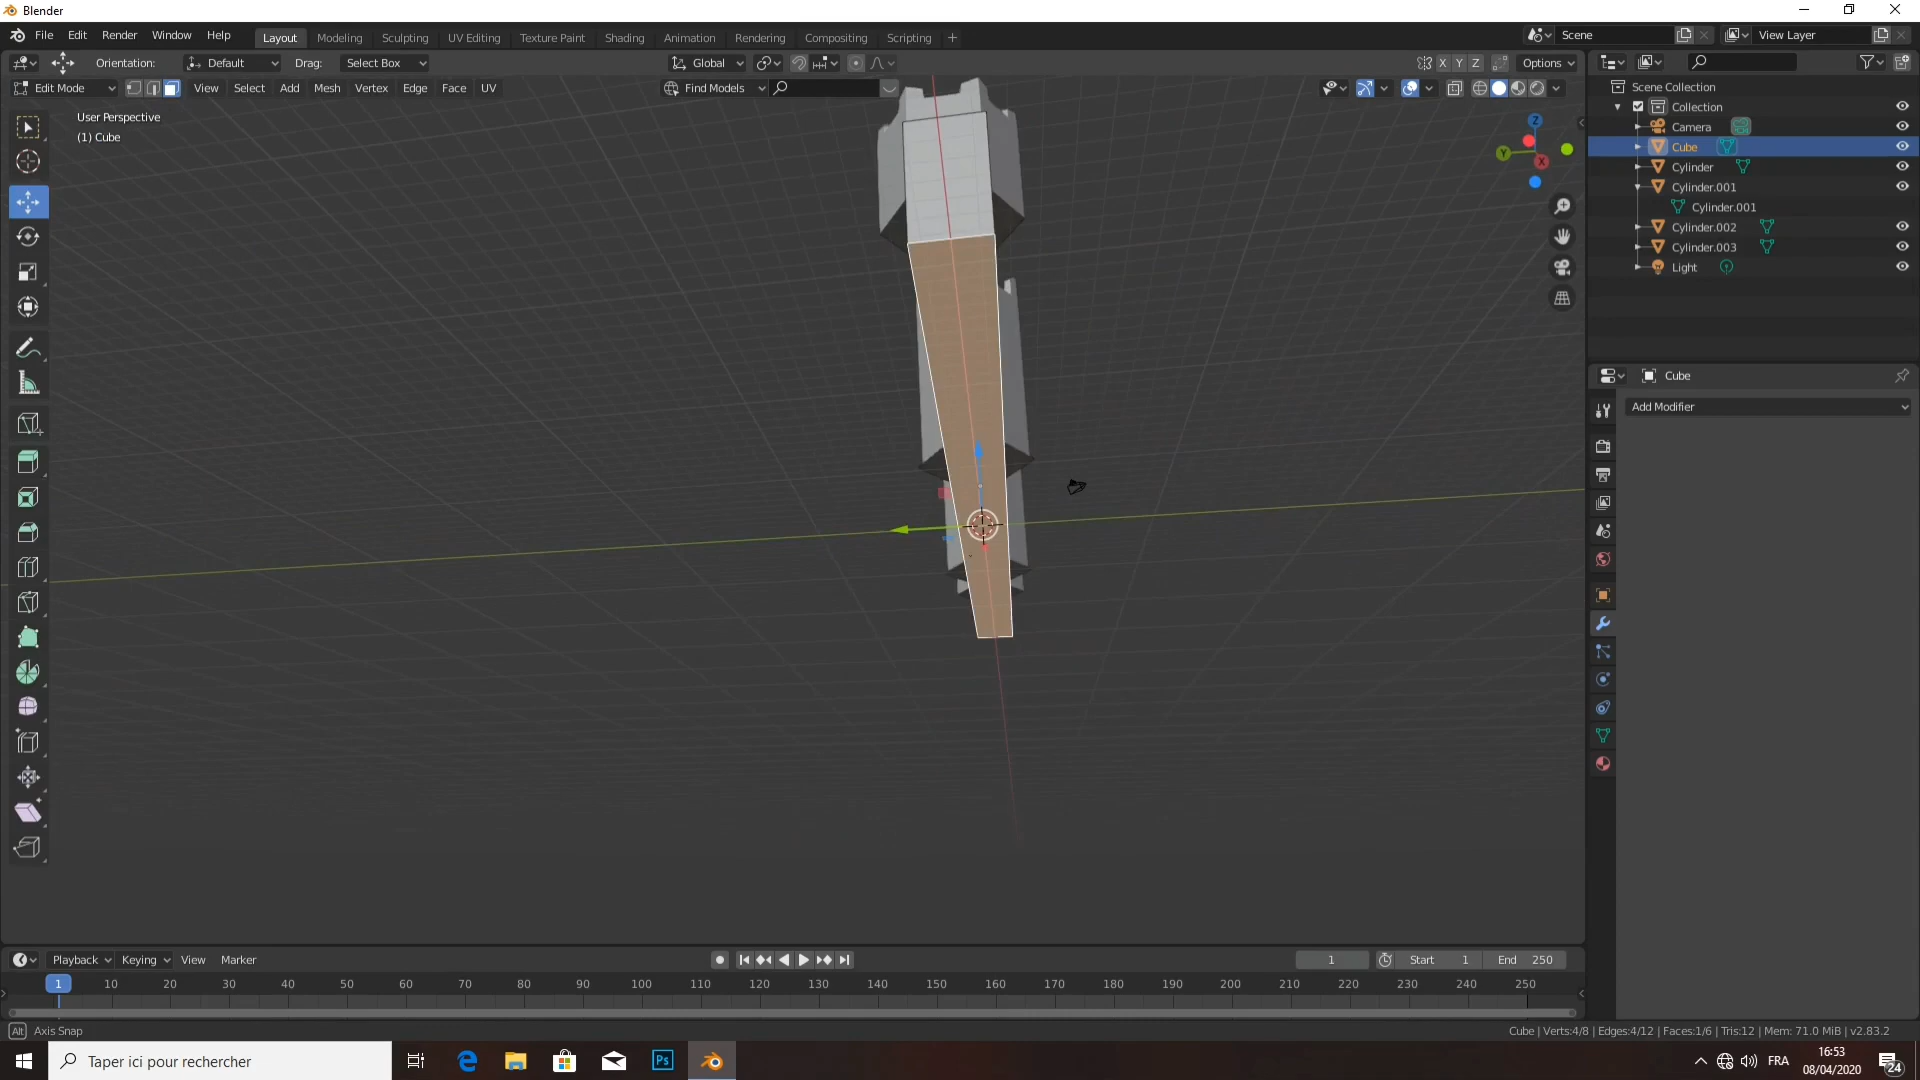 Blender
File Edit Render Window Help Layout Modeling Sculpting UV Editing Texture Paint Shading Animation Rendering Compositing Scripting + Scene View Layer
Orientation: Default Drag: Select Box Global X Y Z Options
Edit Mode View Select Add Mesh Vertex Edge Face UV Find Models
User Perspective
(1) Cube
Z
Y
X
Scene Collection
Collection
Camera
Cube
Cylinder
Cylinder.001
Cylinder.001
Cylinder.002
Cylinder.003
Light
Cube
Add Modifier
Playback Keying View Marker 1 Start 1 End 250
1 10 20 30 40 50 60 70 80 90 100 110 120 130 140 150 160 170 180 190 200 210 220 230 240 250
Alt Axis Snap Cube | Verts:4/8 | Edges:4/12 | Faces:1/6 | Tris:12 | Mem: 71.0 MiB | v2.83.2
Taper ici pour rechercher Ps FRA 16:53
08/04/2020 24